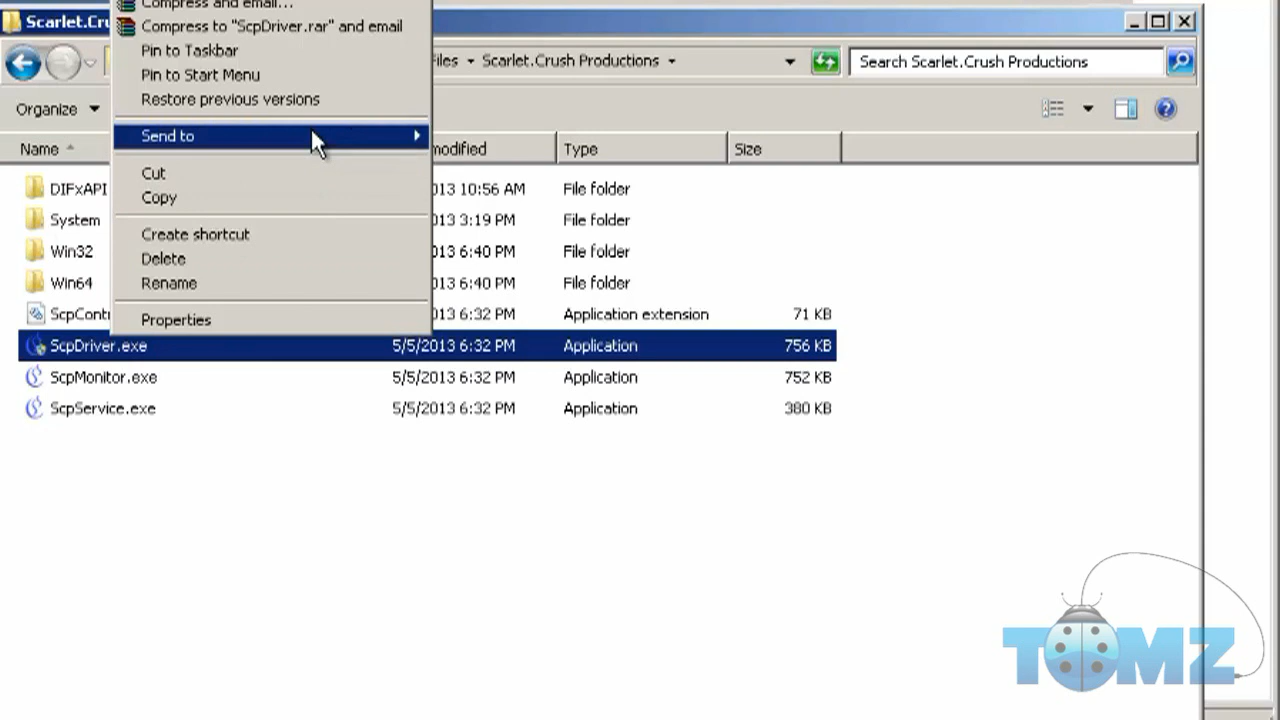 Scarlet.Cru
Compress and email...
Compress to "ScpDriver.rar" and email
Pin to Taskbar
Pin to Start Menu
Restore previous versions
Send to
Cut
Copy
Create shortcut
Delete
Rename
Properties
Files Scarlet.Crush Productions
Search Scarlet.Crush Productions
Organize
Name modified Type Size
DIFxAPI 013 10:56 AM File folder
System 013 3:19 PM File folder
Win32 013 6:40 PM File folder
Win64 013 6:40 PM File folder
ScpContr 013 6:32 PM Application extension 71 KB
ScpDriver.exe 5/5/2013 6:32 PM Application 756 KB
ScpMonitor.exe 5/5/2013 6:32 PM Application 752 KB
ScpService.exe 5/5/2013 6:32 PM Application 380 KB
TOMZ